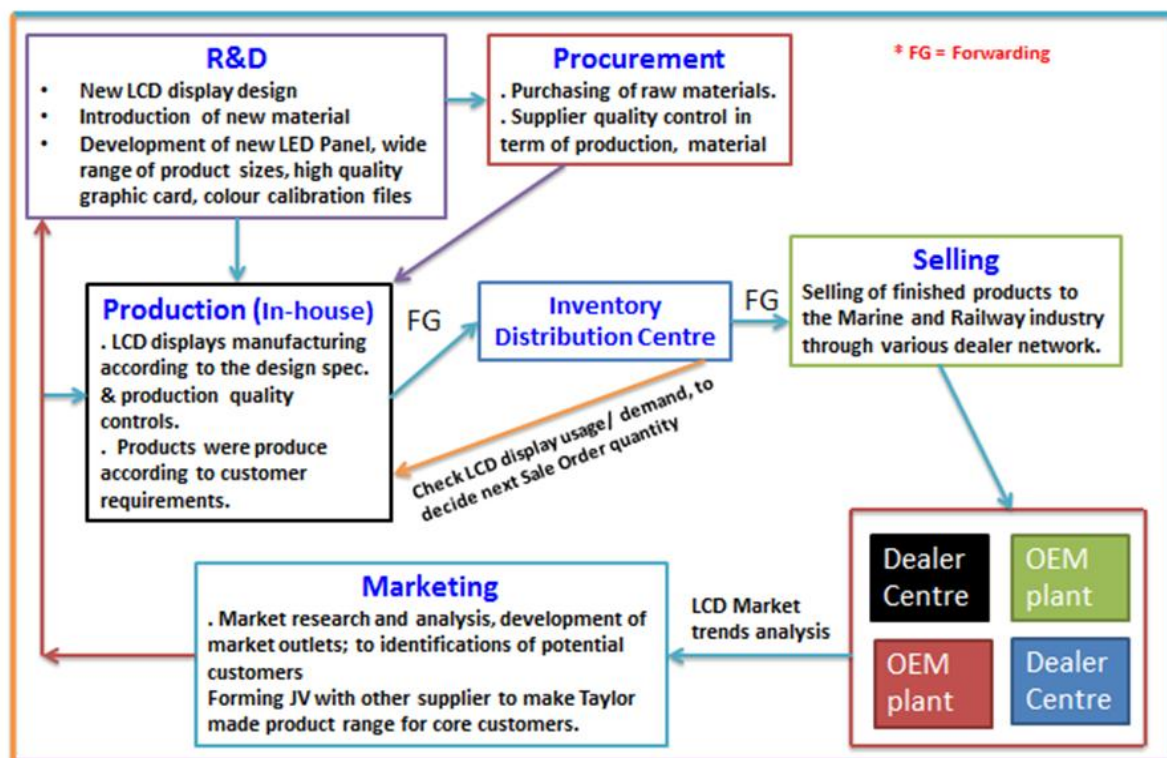 R&D
• New LCD display design
• Introduction of new material
• Development of new LED Panel, wide
range of product sizes, high quality
graphic card, colour calibration files
Procurement
. Purchasing of raw materials.
. Supplier quality control in
term of production, material
* FG = Forwarding
Production (In-house)
. LCD displays manufacturing
according to the design spec.
& production quality
controls.
. Products were produce
according to customer
requirements.
FG
Inventory
Distribution Centre
FG
Selling
Selling of finished products to
the Marine and Railway industry
through various dealer network.
Check LCD display usage/ demand, to
decide next Sale Order quantity
Dealer
Centre
OEM
plant
OEM
plant
Dealer
Centre
LCD Market
trends analysis
Marketing
. Market research and analysis, development of
market outlets; to identifications of potential
customers
Forming JV with other supplier to make Taylor
made product range for core customers.